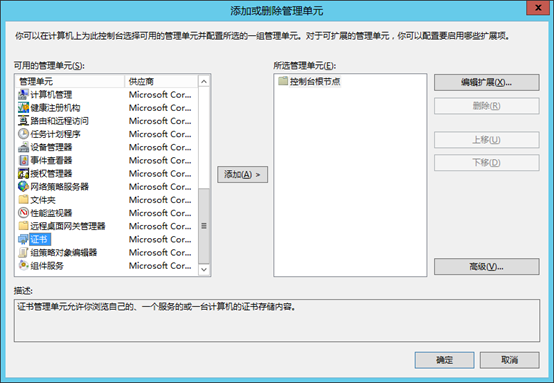 添加或删除管理单元
你可以在计算机上为此控制台选择可用的管理单元并配置所选的一组管理单元。对于可扩展的管理单元，你可以配置要启用哪些扩展项。
可用的管理单元(S):
所选管理单元(E):
管理单元 供应商
计算机管理 Microsoft Cor...
健康注册机构 Microsoft Cor...
路由和远程访问 Microsoft Cor...
任务计划程序 Microsoft Cor...
设备管理器 Microsoft Cor...
事件查看器 Microsoft Cor...
授权管理器 Microsoft Cor...
网络策略服务器 Microsoft Cor...
文件夹 Microsoft Cor...
性能监视器 Microsoft Cor...
远程桌面网关管理器 Microsoft Cor...
证书 Microsoft Cor...
组策略对象编辑器 Microsoft Cor...
组件服务 Microsoft Cor...
添加(A) >
控制台根节点
编辑扩展(X)...
删除(R)
上移(U)
下移(D)
高级(V)...
描述:
证书管理单元允许你浏览自己的、一个服务的或一台计算机的证书存储内容。
确定
取消